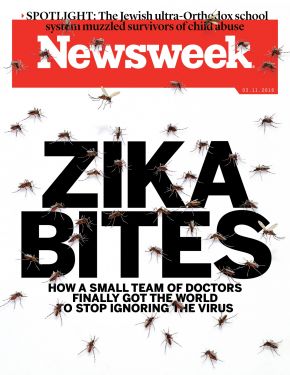 › SPOTLIGHT: The Jewish ultra-Orthodox school
system muzzled survivors of child abuse
Newsweek
03.11.2016
ZIKA
BITES
HOW A SMALL TEAM OF DOCTORS
FINALLY GOT THE WORLD
TO STOP IGNORING THE VIRUS